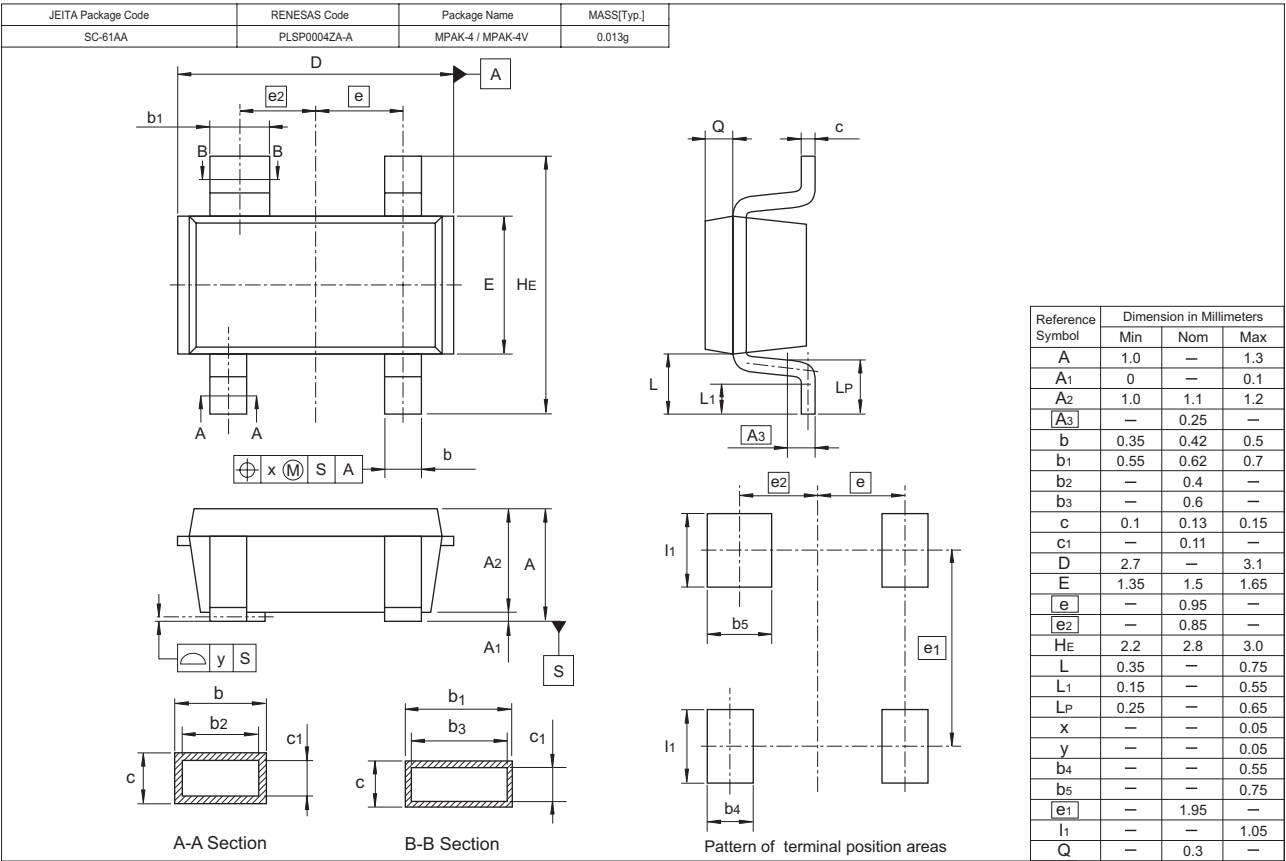 JEITA Package Code RENESAS Code Package Name MASS[Typ.]
SC-61AA PLSP0004ZA-A MPAK-4 / MPAK-4V 0.013g
D
A
e2 e
b1
B B
E HE
A A
b
x M S A
Q c
L L1 LP
A3
A2 A
A1
y S
S
b
b2
c c1
A-A Section
b1
b3
c c1
B-B Section
e2 e
l1
b5
e1
l1
b4
Pattern of terminal position areas
Reference Symbol Dimension in Millimeters
Min Nom Max
A 1.0 — 1.3
A1 0 — 0.1
A2 1.0 1.1 1.2
A3 — 0.25 —
b 0.35 0.42 0.5
b1 0.55 0.62 0.7
b2 — 0.4 —
b3 — 0.6 —
c 0.1 0.13 0.15
c1 — 0.11 —
D 2.7 — 3.1
E 1.35 1.5 1.65
e — 0.95 —
e2 — 0.85 —
HE 2.2 2.8 3.0
L 0.35 — 0.75
L1 0.15 — 0.55
LP 0.25 — 0.65
x — — 0.05
y — — 0.05
b4 — — 0.55
b5 — — 0.75
e1 — 1.95 —
l1 — — 1.05
Q — 0.3 —